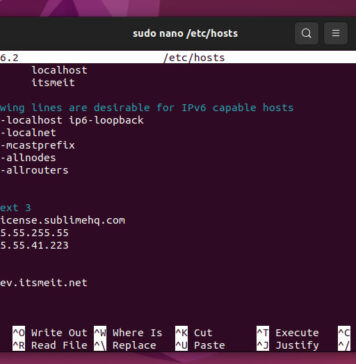 sudo nano /etc/hosts
6.2 /etc/hosts
localhost
itsmeit
wing lines are desirable for IPv6 capable hosts
-localhost ip6-loopback
-localnet
-mcastprefix
-allnodes
-allrouters
ext 3
icense.sublimehq.com
5.55.255.55
5.55.41.223
ev.itsmeit.net
^O Write Out ^W Where Is ^K Cut ^T Execute ^C
^R Read File ^\ Replace ^U Paste ^J Justify ^/